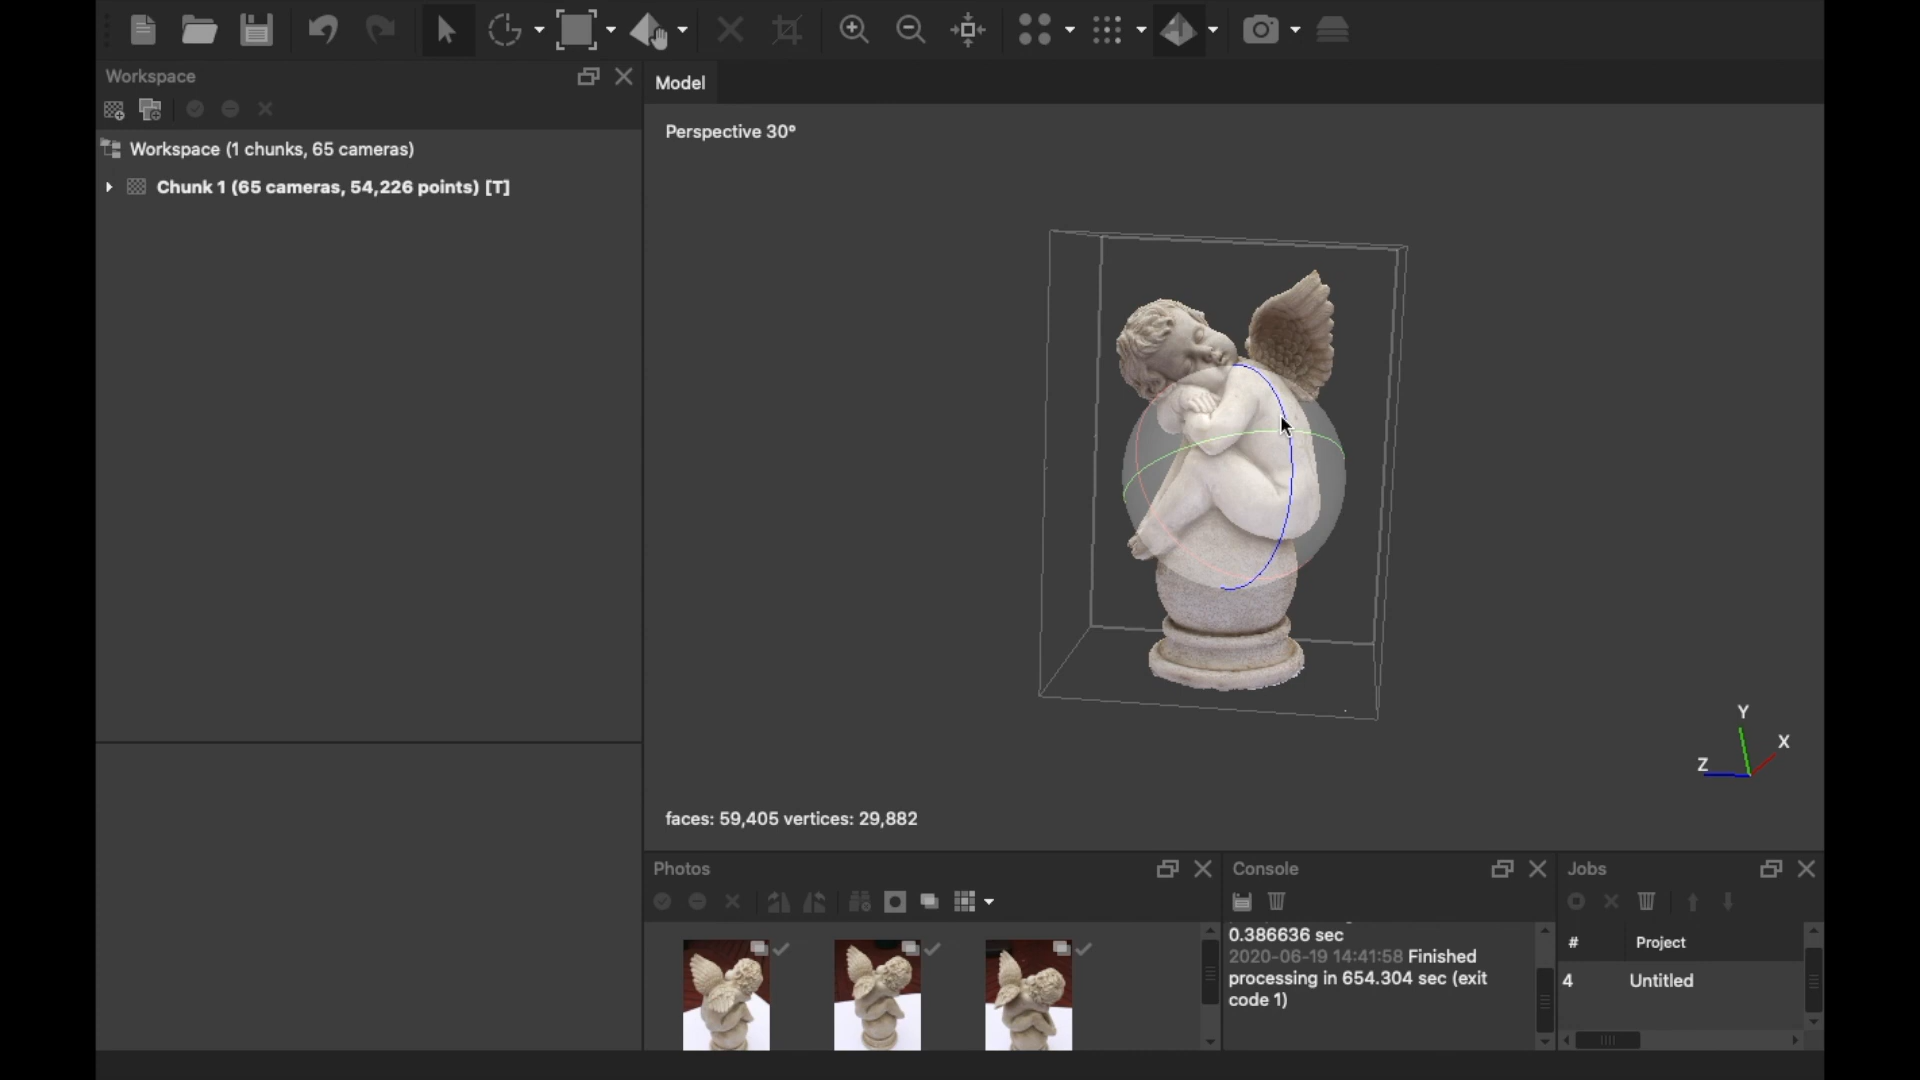 Workspace
Model
Workspace (1 chunks, 65 cameras)
Chunk 1 (65 cameras, 54,226 points) [T]
Perspective 30°
Y
X
Z
faces: 59,405 vertices: 29,882
Photos
Console
Jobs
0.386636 sec
2020-06-19 14:41:58 Finished
processing in 654.304 sec (exit
code 1)
# Project
4 Untitled